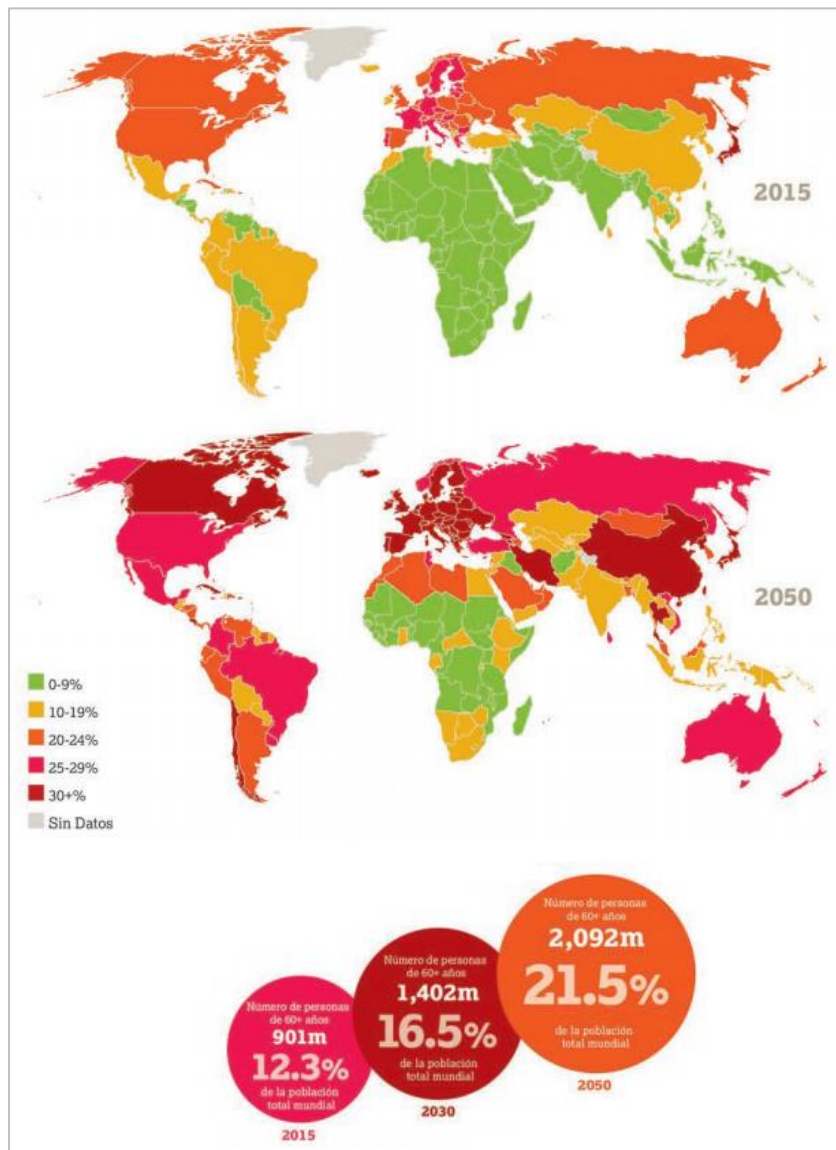 2015
2050
0-9%
10-19%
20-24%
25-29%
30+%
Sin Datos
Número de personas
de 60+ años
901m
12.3%
de la población
total mundial
2015
Número de personas
de 60+ años
1,402m
16.5%
de la población
total mundial
2030
Número de personas
de 60+ años
2,092m
21.5%
de la población
total mundial
2050